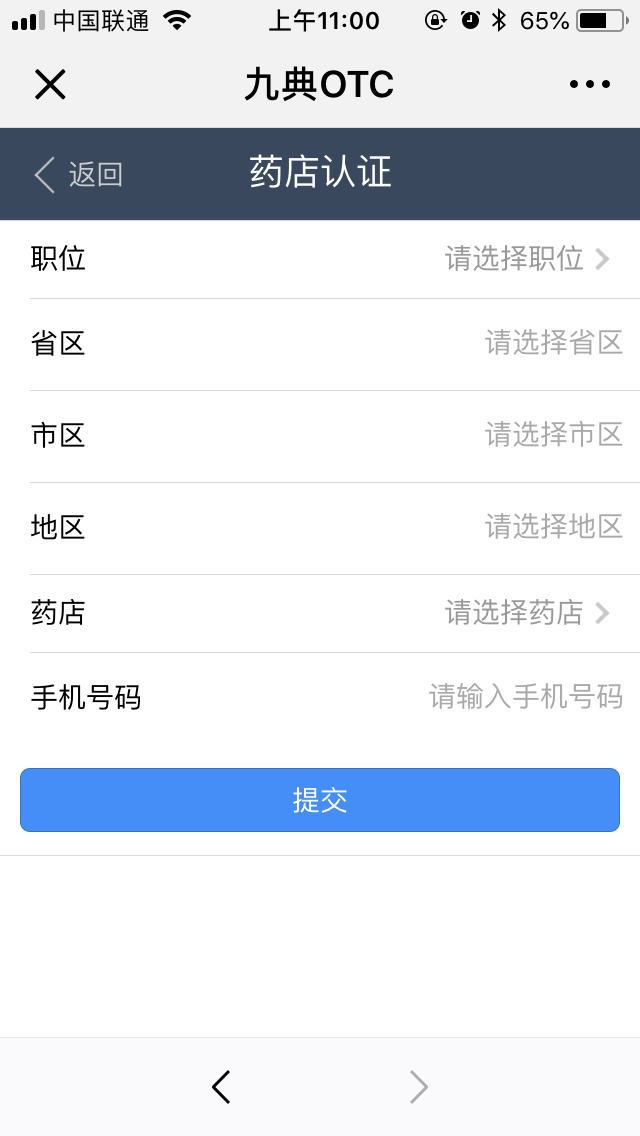 中国联通 上午11:00 65%
九典OTC
返回 药店认证
职位 请选择职位
省区 请选择省区
市区 请选择市区
地区 请选择地区
药店 请选择药店
手机号码 请输入手机号码
提交